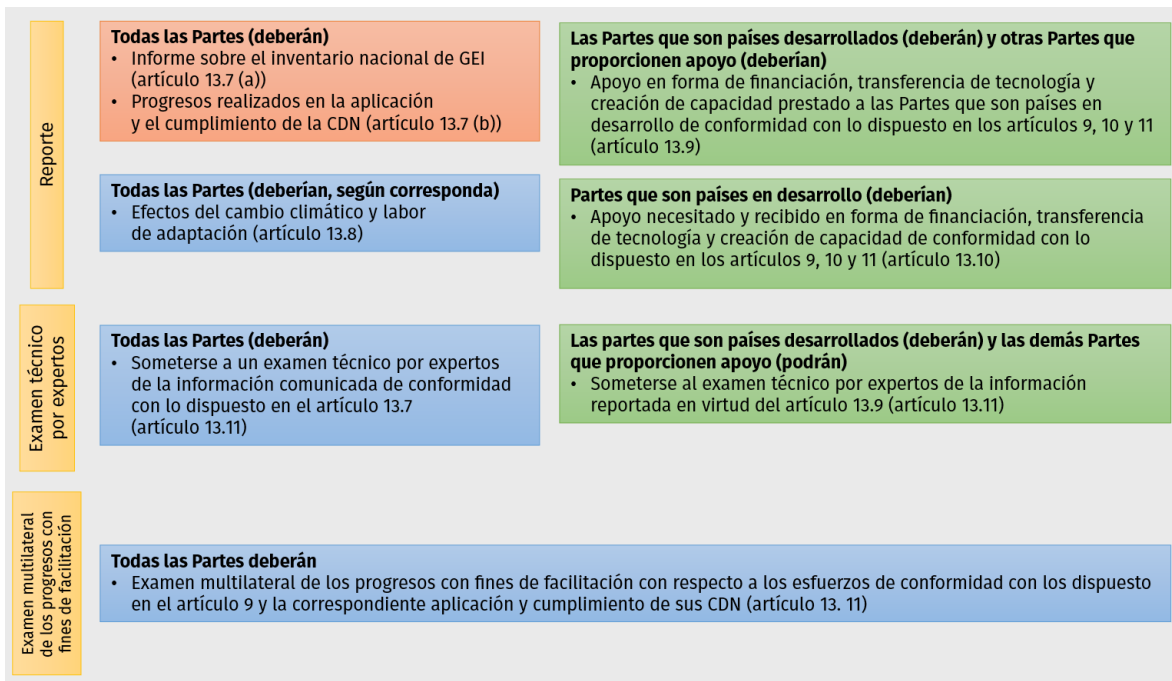 Reporte
Todas las Partes (deberán)
• Informe sobre el inventario nacional de GEI
(artículo 13.7 (a))
• Progresos realizados en la aplicación
y el cumplimiento de la CDN (artículo 13.7 (b))
Las Partes que son países desarrollados (deberán) y otras Partes que
proporcionen apoyo (deberían)
• Apoyo en forma de financiación, transferencia de tecnología y
creación de capacidad prestado a las Partes que son países en
desarrollo de conformidad con lo dispuesto en los artículos 9, 10 y 11
(artículo 13.9)
Todas las Partes (deberían, según corresponda)
• Efectos del cambio climático y labor
de adaptación (artículo 13.8)
Partes que son países en desarrollo (deberían)
• Apoyo necesitado y recibido en forma de financiación, transferencia
de tecnología y creación de capacidad de conformidad con lo
dispuesto en los artículos 9, 10 y 11 (artículo 13.10)
Examen técnico
por expertos
Todas las Partes (deberán)
• Someterse a un examen técnico por expertos
de la información comunicada de conformidad
con lo dispuesto en el artículo 13.7
(artículo 13.11)
Las partes que son países desarrollados (deberán) y las demás Partes
que proporcionen apoyo (podrán)
• Someterse al examen técnico por expertos de la información
reportada en virtud del artículo 13.9 (artículo 13.11)
Examen multilateral
de los progresos con
fines de facilitación
Todas las Partes deberán
• Examen multilateral de los progresos con fines de facilitación con respecto a los esfuerzos de conformidad con los dispuesto
en el artículo 9 y la correspondiente aplicación y cumplimiento de sus CDN (artículo 13. 11)